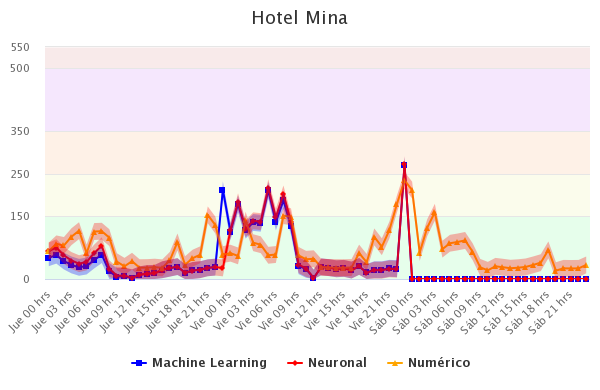 Hotel Mina
550
500
350
250
150
0
Jue 00 hrs
Jue 03 hrs
Jue 06 hrs
Jue 09 hrs
Jue 12 hrs
Jue 15 hrs
Jue 18 hrs
Jue 21 hrs
Vie 00 hrs
Vie 03 hrs
Vie 06 hrs
Vie 09 hrs
Vie 12 hrs
Vie 15 hrs
Vie 18 hrs
Vie 21 hrs
Sáb 00 hrs
Sáb 03 hrs
Sáb 06 hrs
Sáb 09 hrs
Sáb 12 hrs
Sáb 15 hrs
Sáb 18 hrs
Sáb 21 hrs
Machine Learning Neuronal Numérico